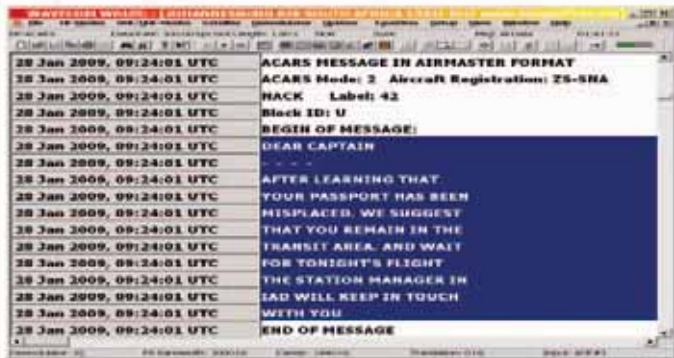 28 Jan 2009, 09:24:01 UTC ACARS MESSAGE IN AIRMASTER FORMAT
28 Jan 2009, 09:24:01 UTC ACARS Mode: 2 Aircraft Registration: ZS-SNA
28 Jan 2009, 09:24:01 UTC NACK Label: 42
28 Jan 2009, 09:24:01 UTC Block ID: U
28 Jan 2009, 09:24:01 UTC BEGIN OF MESSAGE:
28 Jan 2009, 09:24:01 UTC DEAR CAPTAIN
28 Jan 2009, 09:24:01 UTC - - - -
28 Jan 2009, 09:24:01 UTC AFTER LEARNING THAT
28 Jan 2009, 09:24:01 UTC YOUR PASSPORT HAS BEEN
28 Jan 2009, 09:24:01 UTC MISPLACED, WE SUGGEST
28 Jan 2009, 09:24:01 UTC THAT YOU REMAIN IN THE
28 Jan 2009, 09:24:01 UTC TRANSIT AREA. AND WAIT
28 Jan 2009, 09:24:01 UTC FOR TONIGHT'S FLIGHT
28 Jan 2009, 09:24:01 UTC THE STATION MANAGER IN
28 Jan 2009, 09:24:01 UTC IAD WILL KEEP IN TOUCH
28 Jan 2009, 09:24:01 UTC WITH YOU
28 Jan 2009, 09:24:01 UTC END OF MESSAGE